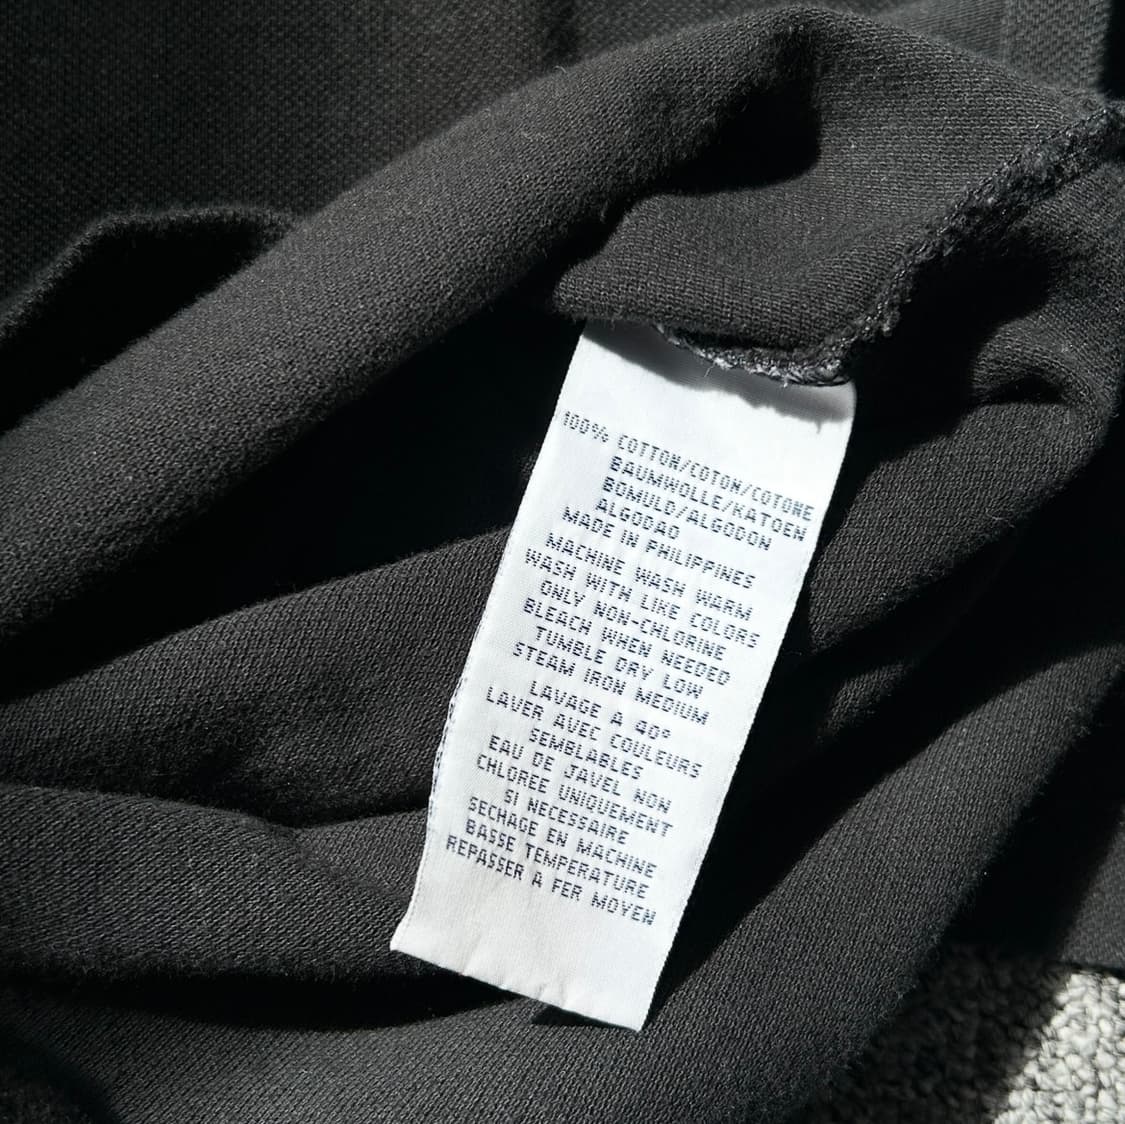 100% COTTON/COTON/COTONE
BAUMWOLLE/KATOEN
BOMULD/ALGODON
ALGODAO
MADE IN PHILIPPINES
MACHINE WASH WARM
WASH WITH LIKE COLORS
ONLY NON-CHLORINE
BLEACH WHEN NEEDED
TUMBLE DRY LOW
STEAM IRON MEDIUM
LAVAGE A 40°
LAVER AVEC COULEURS
SEMBLABLES
EAU DE JAVEL NON
CHLOREE UNIQUEMENT
SI NECESSAIRE
SECHAGE EN MACHINE
BASSE TEMPERATURE
REPASSER A FER MOYEN